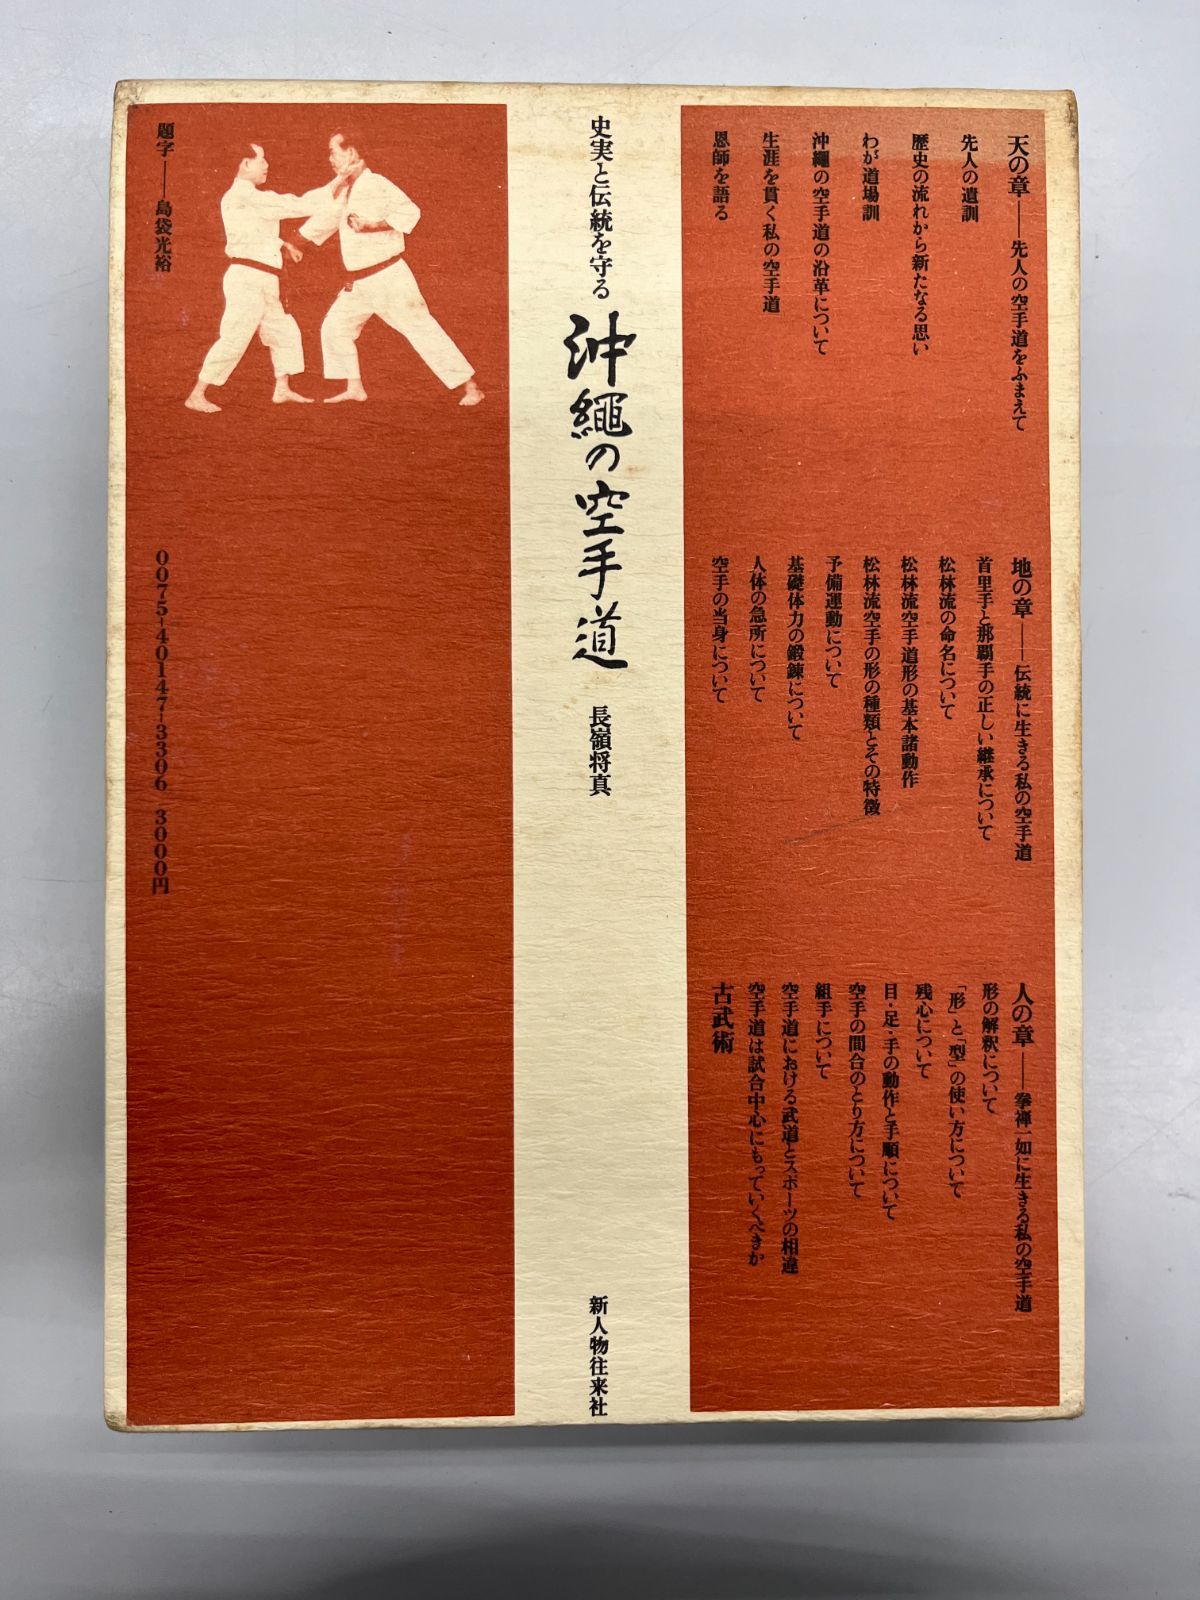 天の章――先人の空手道をふまえて
先人の遺訓
歴史の流れから新たなる思い
わが道場訓
沖縄の空手道の沿革について
生涯を貫く私の空手道
恩師を語る
地の章――伝統に生きる私の空手道
首里手と那覇手の正しい継承について
松林流の命名について
松林流空手道形の基本諸動作
松林流空手の形の種類とその特徴
予備運動について
基礎体力の鍛錬について
人体の急所について
空手の当身について
人の章――拳禅一如に生きる私の空手道
形の解釈について
「形」と「型」の使い方について
残心について
目・足・手の動作と手順について
空手の間合のとり方について
組手について
空手道における武道とスポーツの相違
空手道は試合中心にもっていくべきか
古武術
史実と伝統を守る
沖繩の空手道
長嶺将真
新人物往来社
題字――島袋光裕
0075-40147-3306 3000円